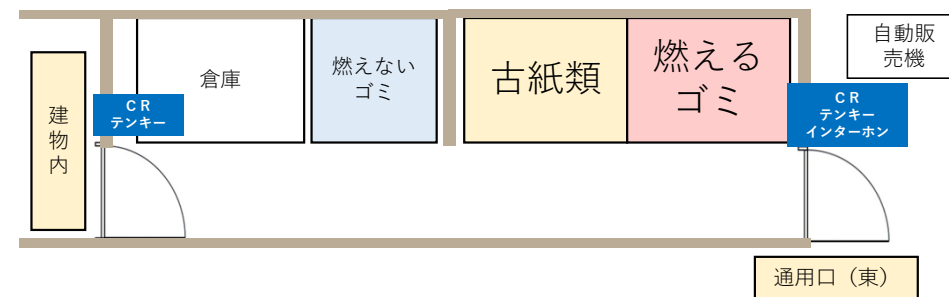 建
物
内
CR
テンキー
倉庫
燃えない
ゴミ
古紙類
燃える
ゴミ
自動販
売機
CR
テンキー
インターホン
通用口（東）